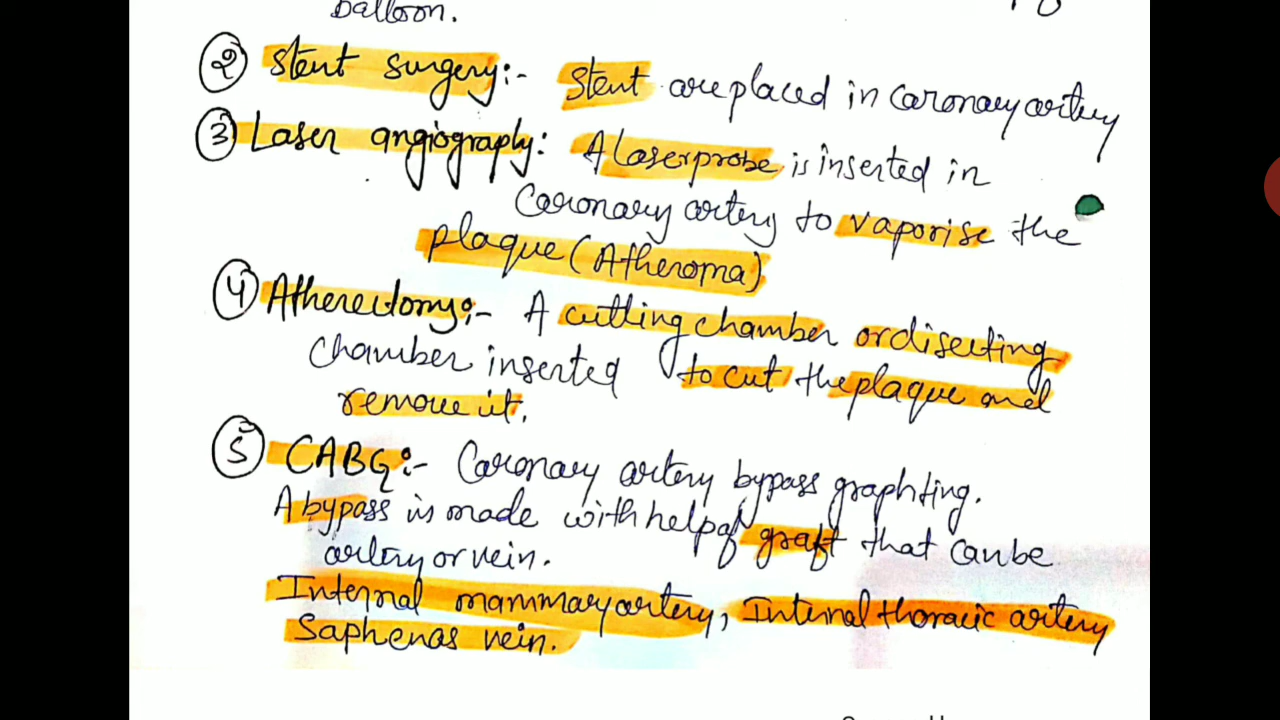 balloon.
② Stent surgery:- Stent are placed in Caronary artery
③ Laser angiography: A laser probe is inserted in
Caronary artery to vaporise the
plaque (Atheroma)
④ Atherectomy:- A cutting chamber or disecting
chamber inserted to cut the plaque and
remove it.
⑤ CABG:- Coronary artery bypass graphting.
A bypass is made with help of graft that can be
artery or vein.
Internal mammary artery, Internal thoracic artery
Saphenas vein.